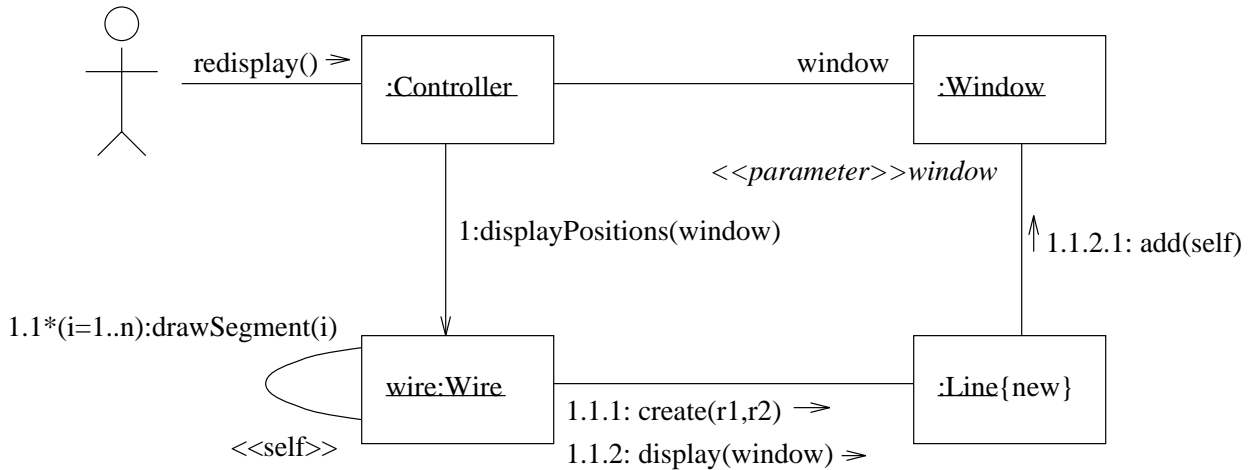 redisplay()
window
:Controller
:Window
<<parameter>>window
1:displayPositions(window)
1.1.2.1: add(self)
1.1*(i=1..n):drawSegment(i)
wire:Wire
:Line{new}
1.1.1: create(r1,r2)
<<self>>
1.1.2: display(window)